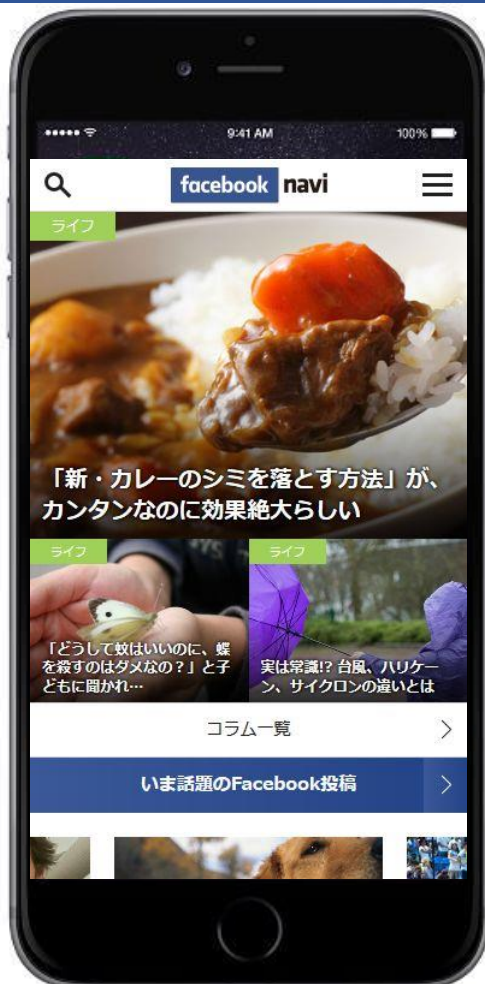 9:41 AM
100%
facebook navi
ライフ
「新・カレーのシミを落とす方法」が、
カンタンなのに効果絶大らしい
ライフ
ライフ
「どうして蚊はいいのに、蝶
を殺すのはダメなの？」と子
どもに聞かれ…
実は常識!? 台風、ハリケー
ン、サイクロンの違いとは
コラム一覧
いま話題のFacebook投稿